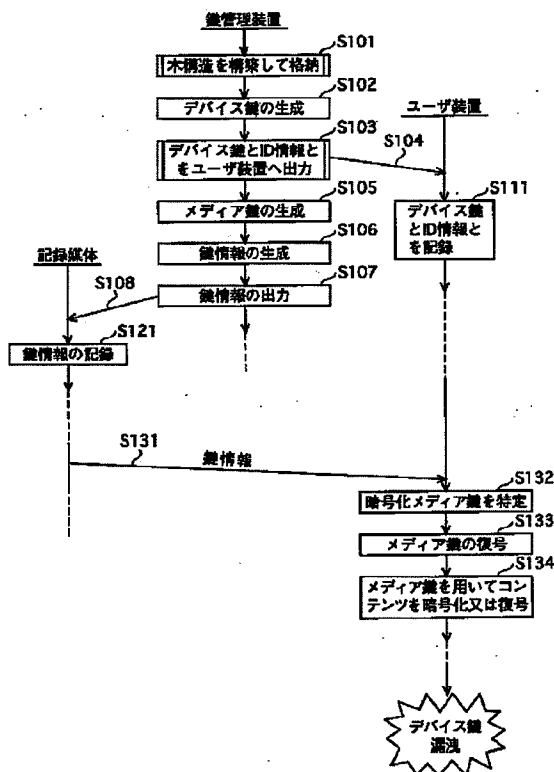 鍵管理装置
S101
木構造を構築して格納
S102
デバイス鍵の生成
S103
デバイス鍵とID情報と
をユーザ装置へ出力
ユーザ装置
S104
S105
メディア鍵の生成
S111
デバイス鍵
とID情報と
を記録
S106
鍵情報の生成
記録媒体
S107
鍵情報の出力
S108
S121
鍵情報の記録
S131
鍵情報
S132
暗号化メディア鍵を特定
S133
メディア鍵の復号
S134
メディア鍵を用いてコン
テンツを暗号化又は復号
デバイス鍵
漏洩